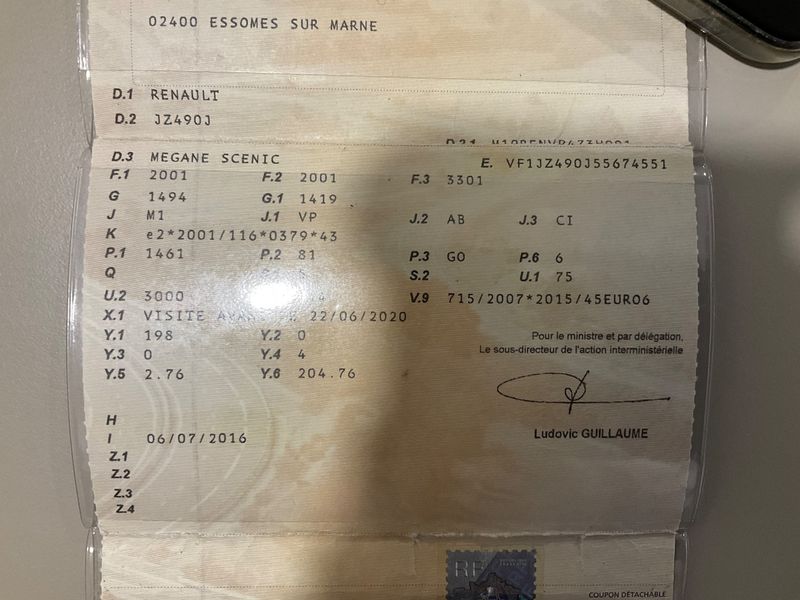 02400 ESSOMES SUR MARNE
D.1 RENAULT
D.2 JZ490J
D.3 MEGANE SCENIC E. VF1JZ490J55674551
F.1 2001 F.2 2001 F.3 3301
G 1494 G.1 1419
J M1 J.1 VP J.2 AB J.3 CI
K e2*2001/116*0379*43
P.1 1461 P.2 81 P.3 GO P.6 6
Q S.2 U.1 75
U.2 3000 V.9 715/2007*2015/45EURO6
X.1 VISITE 22/06/2020
Y.1 198 Y.2 0
Y.3 0 Y.4 4
Y.5 2.76 Y.6 204.76
Pour le ministre et par délégation,
Le sous-directeur de l'action interministérielle
Ludovic GUILLAUME
H
I 06/07/2016
Z.1
Z.2
Z.3
Z.4
RF
COUPON DÉTACHABLE